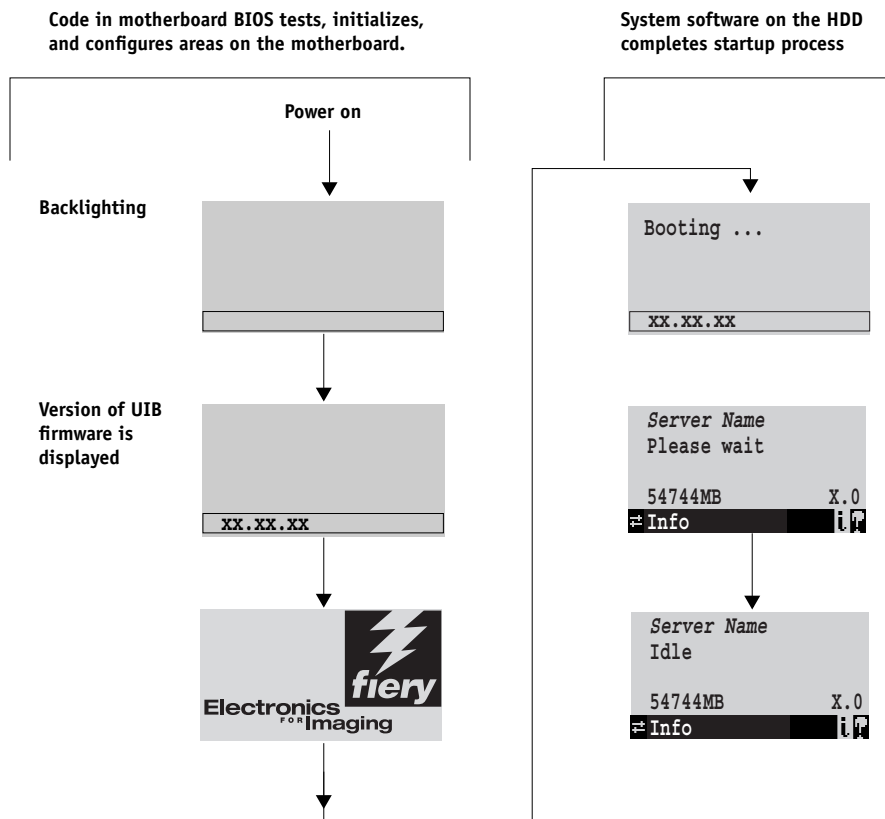 Code in motherboard BIOS tests, initializes,
and configures areas on the motherboard.
Power on
Backlighting
Version of UIB
firmware is
displayed
xx.xx.xx
fiery
Electronics
FOR Imaging
System software on the HDD
completes startup process
Booting ...
xx.xx.xx
Server Name
Please wait
54744MB X.0
Info i
Server Name
Idle
54744MB X.0
Info i